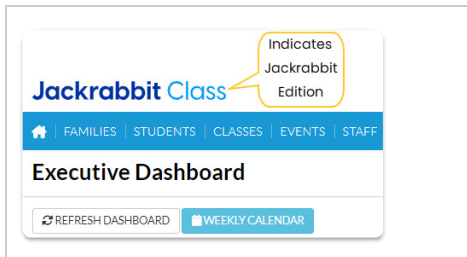 Indicates
Jackrabbit
Edition
Jackrabbit Class
FAMILIES | STUDENTS | CLASSES | EVENTS | STAFF
Executive Dashboard
REFRESH DASHBOARD WEEKLY CALENDAR